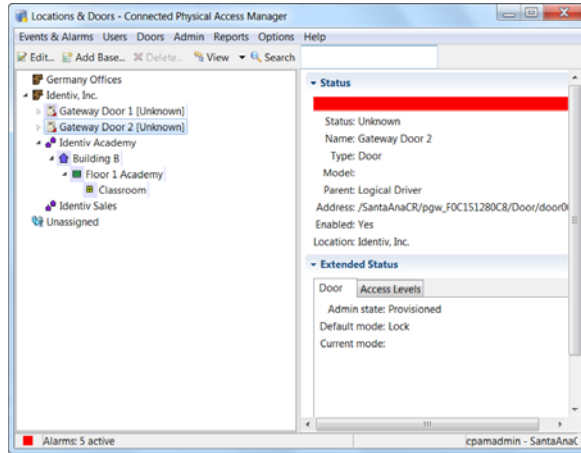 Locations & Doors - Connected Physical Access Manager
Events & Alarms Users Doors Admin Reports Options Help
Edit... Add Base... Delete... View Search
Germany Offices
Identiv, Inc.
Gateway Door 1 [Unknown]
Gateway Door 2 [Unknown]
Identiv Academy
Building B
Floor 1 Academy
Classroom
Identiv Sales
Unassigned
Status
Status: Unknown
Name: Gateway Door 2
Type: Door
Model:
Parent: Logical Driver
Address: /SantaAnaCR/pgw_F0C151280C8/Door/door0
Enabled: Yes
Location: Identiv, Inc.
Extended Status
Door Access Levels
Admin state: Provisioned
Default mode: Lock
Current mode:
Alarms: 5 active
cpamadmin - SantaAnaC